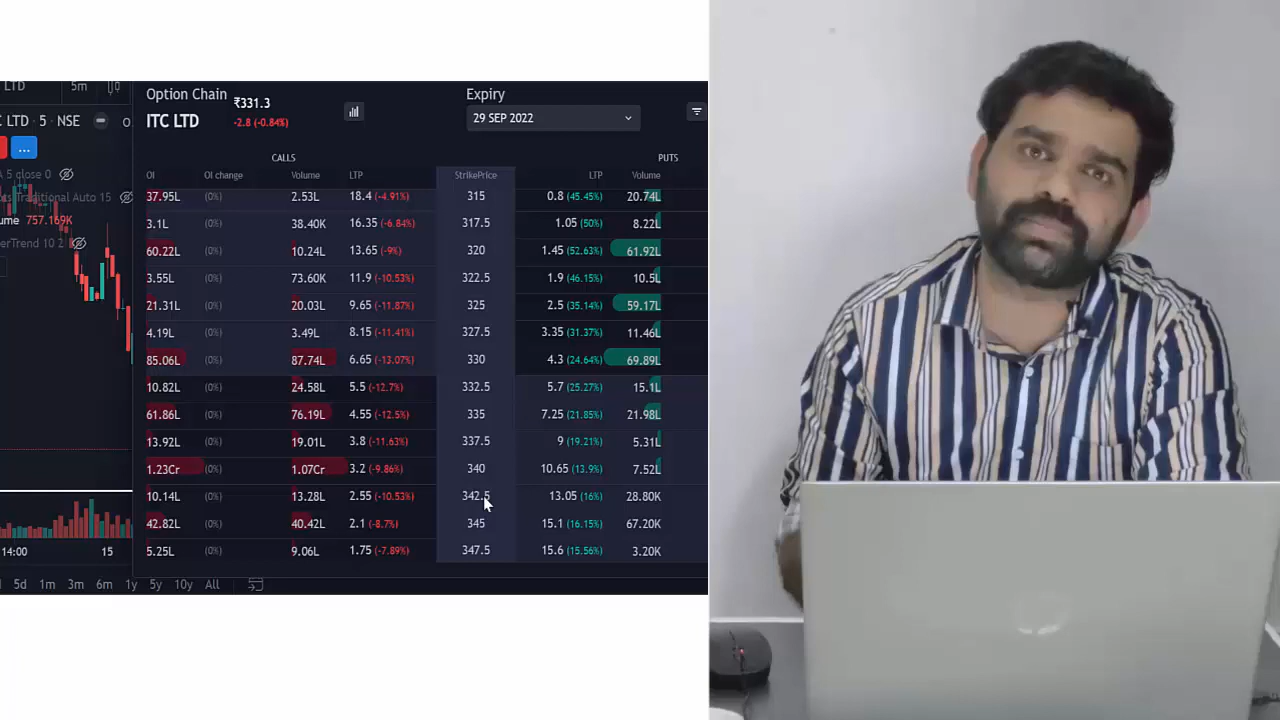 LTD 5m
Option Chain ₹331.3 Expiry
ITC LTD -2.8 (-0.84%) 29 SEP 2022
C LTD · 5 · NSE O
...
CALLS PUTS
OI OI change Volume LTP StrikePrice LTP Volume
A 5 close 0
37.95L (0%) 2.53L 18.4 (-4.91%) 315 0.8 (45.45%) 20.74L
Traditional Auto 15
ume 757.169K
3.1L (0%) 38.40K 16.35 (-6.84%) 317.5 1.05 (50%) 8.22L
erTrend 10 2
60.22L (0%) 10.24L 13.65 (-9%) 320 1.45 (52.63%) 61.92L
3.55L (0%) 73.60K 11.9 (-10.53%) 322.5 1.9 (46.15%) 10.5L
21.31L (0%) 20.03L 9.65 (-11.87%) 325 2.5 (35.14%) 59.17L
4.19L (0%) 3.49L 8.15 (-11.41%) 327.5 3.35 (31.37%) 11.46L
85.06L (0%) 87.74L 6.65 (-13.07%) 330 4.3 (24.64%) 69.89L
10.82L (0%) 24.58L 5.5 (-12.7%) 332.5 5.7 (25.27%) 15.1L
61.86L (0%) 76.19L 4.55 (-12.5%) 335 7.25 (21.85%) 21.98L
13.92L (0%) 19.01L 3.8 (-11.63%) 337.5 9 (19.21%) 5.31L
1.23Cr (0%) 1.07Cr 3.2 (-9.86%) 340 10.65 (13.9%) 7.52L
10.14L (0%) 13.28L 2.55 (-10.53%) 342.5 13.05 (16%) 28.80K
42.82L (0%) 40.42L 2.1 (-8.7%) 345 15.1 (16.15%) 67.20K
5.25L (0%) 9.06L 1.75 (-7.89%) 347.5 15.6 (15.56%) 3.20K
14:00 15
5d 1m 3m 6m 1y 5y 10y All